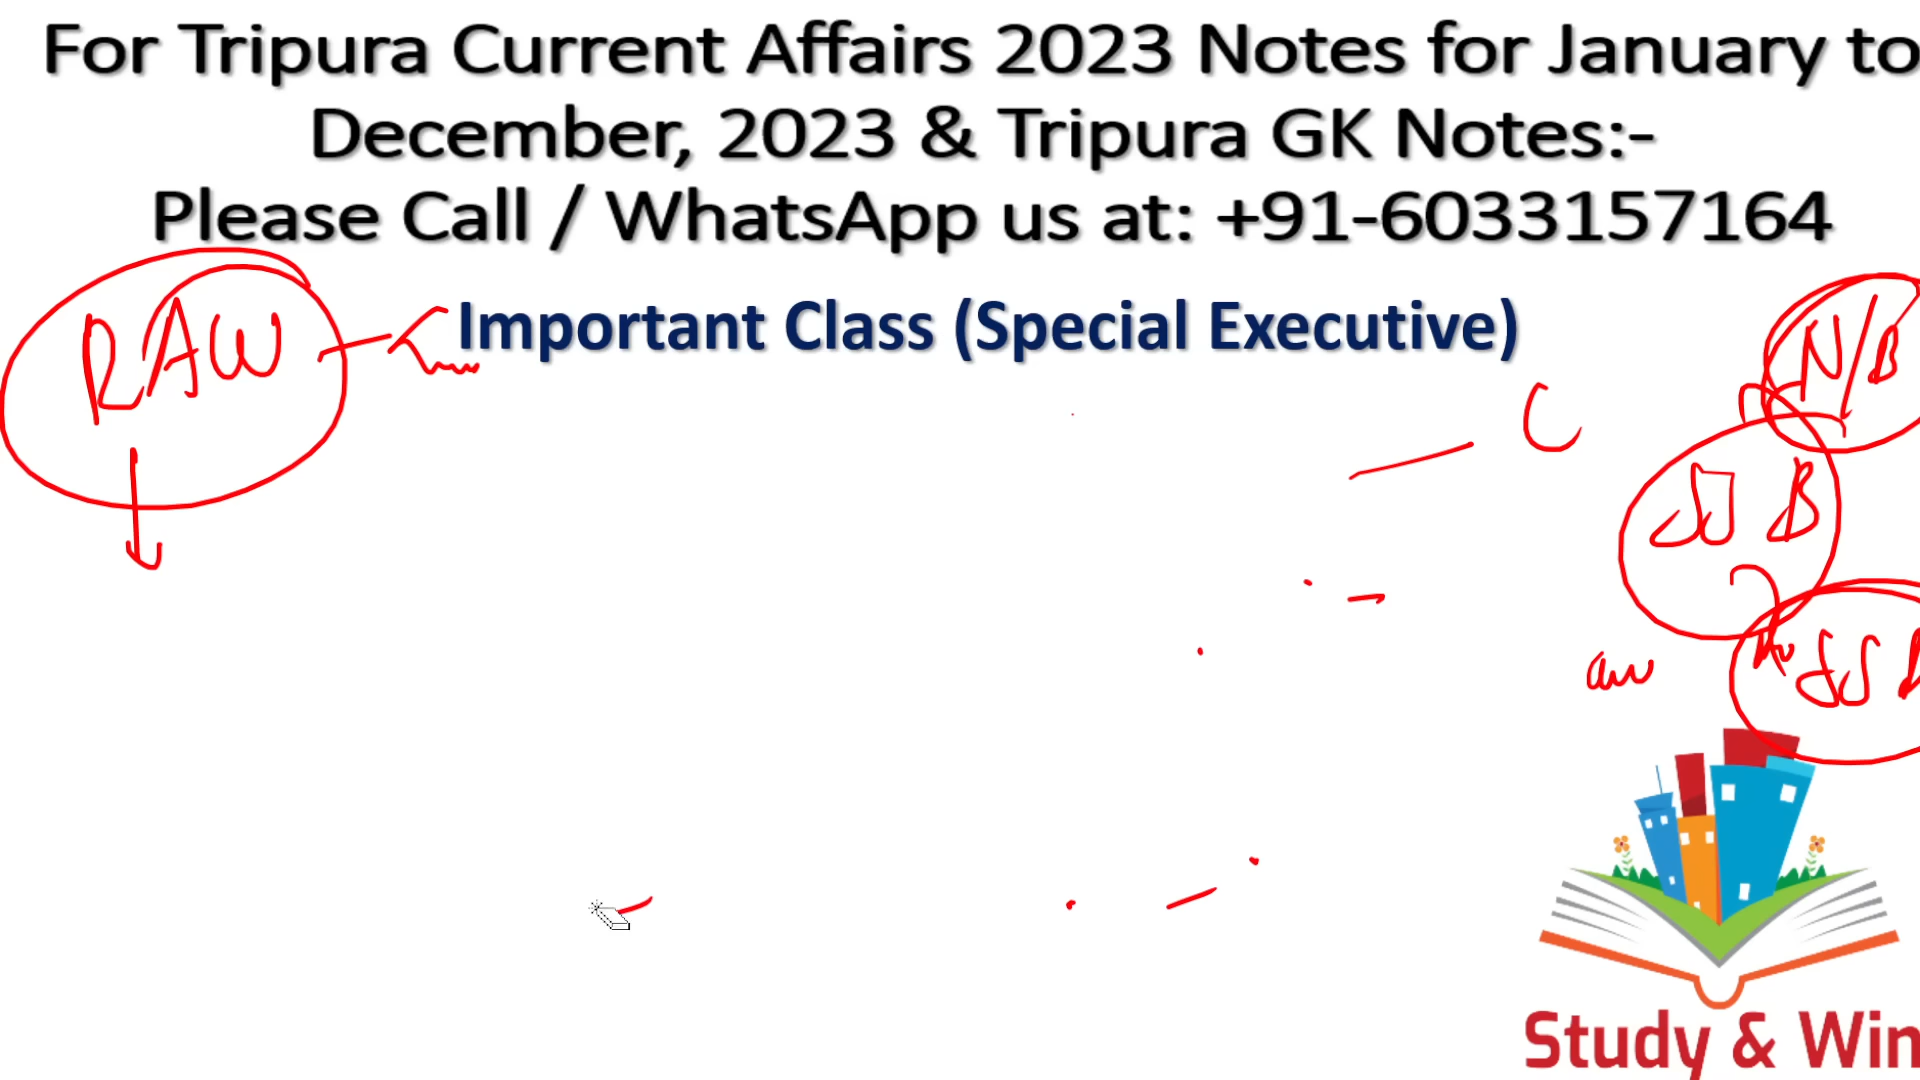 For Tripura Current Affairs 2023 Notes for January to
December, 2023 & Tripura GK Notes:-
Please Call / WhatsApp us at: +91-6033157164
RAW
Important Class (Special Executive)
N/B
C
Study & Win